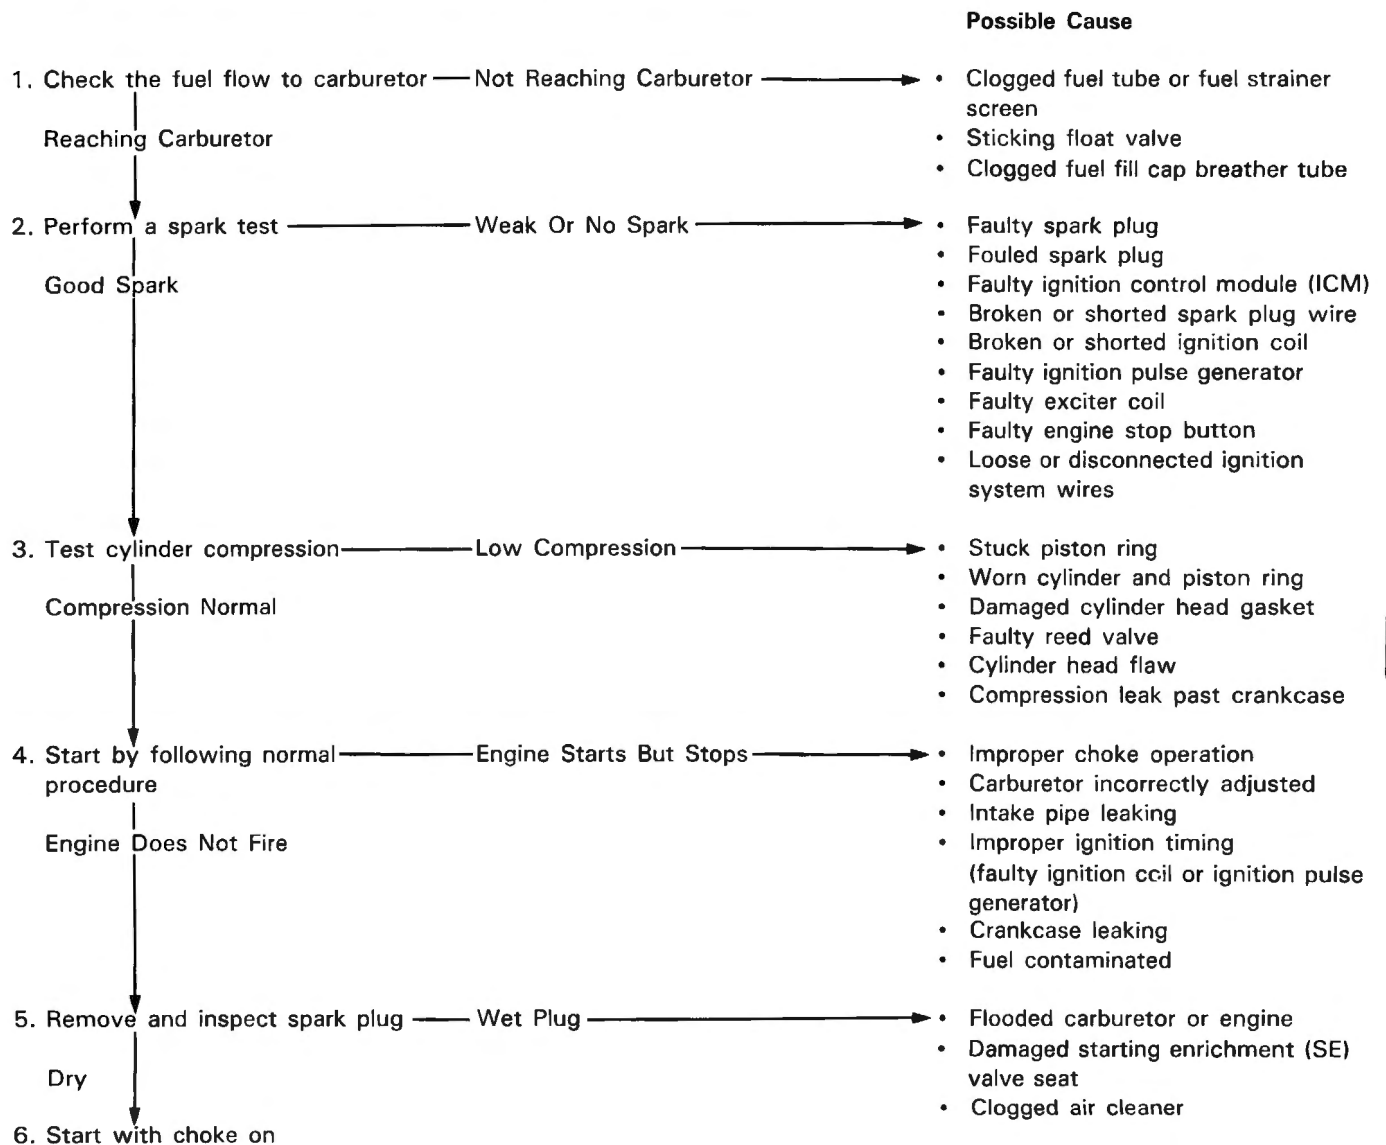 Possible Cause
1. Check the fuel flow to carburetor Not Reaching Carburetor • Clogged fuel tube or fuel strainer
screen
Reaching Carburetor • Sticking float valve
• Clogged fuel fill cap breather tube
2. Perform a spark test Weak Or No Spark • Faulty spark plug
• Fouled spark plug
Good Spark • Faulty ignition control module (ICM)
• Broken or shorted spark plug wire
• Broken or shorted ignition coil
• Faulty ignition pulse generator
• Faulty exciter coil
• Faulty engine stop button
• Loose or disconnected ignition
system wires
3. Test cylinder compression Low Compression • Stuck piston ring
• Worn cylinder and piston ring
Compression Normal • Damaged cylinder head gasket
• Faulty reed valve
• Cylinder head flaw
• Compression leak past crankcase
4. Start by following normal Engine Starts But Stops • Improper choke operation
procedure • Carburetor incorrectly adjusted
• Intake pipe leaking
Engine Does Not Fire • Improper ignition timing
(faulty ignition coil or ignition pulse
generator)
• Crankcase leaking
• Fuel contaminated
5. Remove and inspect spark plug Wet Plug • Flooded carburetor or engine
• Damaged starting enrichment (SE)
Dry valve seat
• Clogged air cleaner
6. Start with choke on